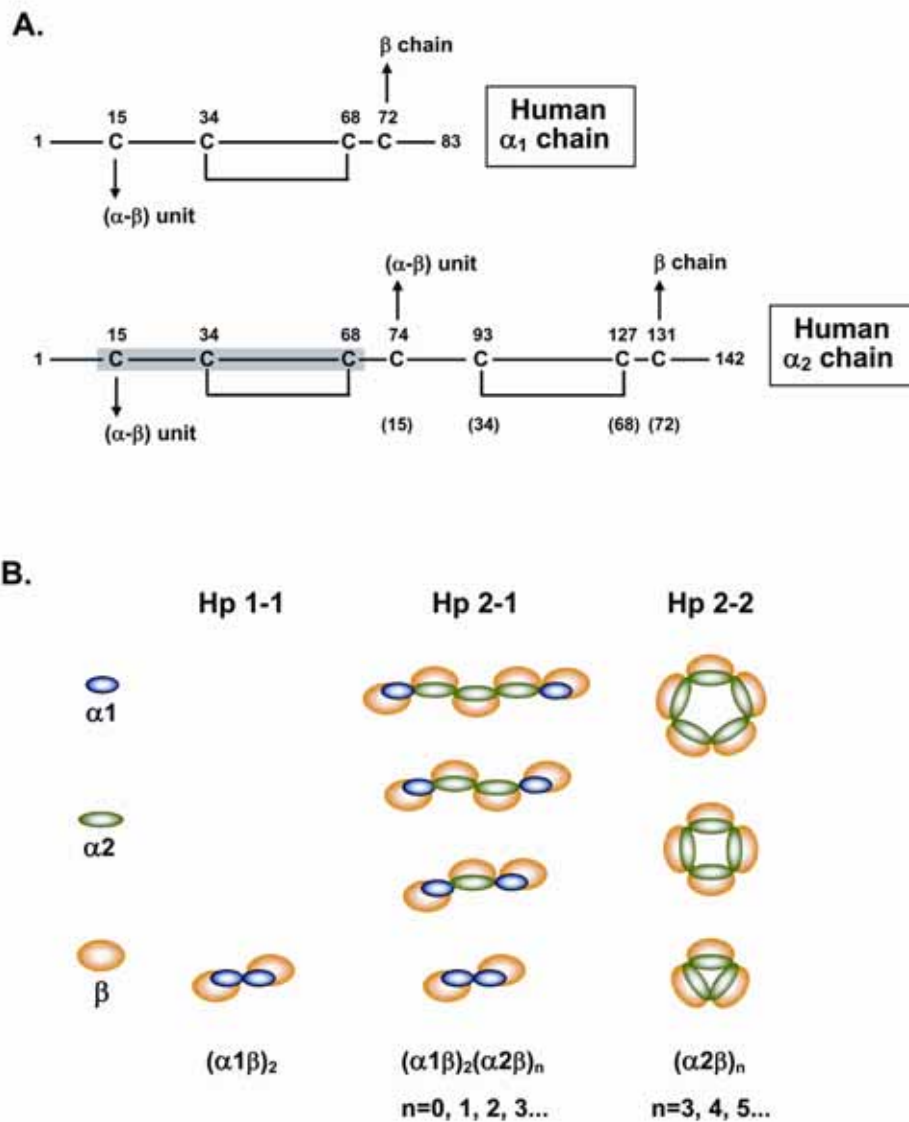 A.
β chain
15 34 68 72
1 C C C C 83
(α-β) unit
Human
α₁ chain
(α-β) unit β chain
15 34 68 74 93 127 131
1 C C C C C C C 142
(α-β) unit (15) (34) (68) (72)
Human
α₂ chain
B.
Hp 1-1 Hp 2-1 Hp 2-2
α1
α2
β
(α1β)₂ (α1β)₂(α2β)ₙ (α2β)ₙ
n=0, 1, 2, 3... n=3, 4, 5...